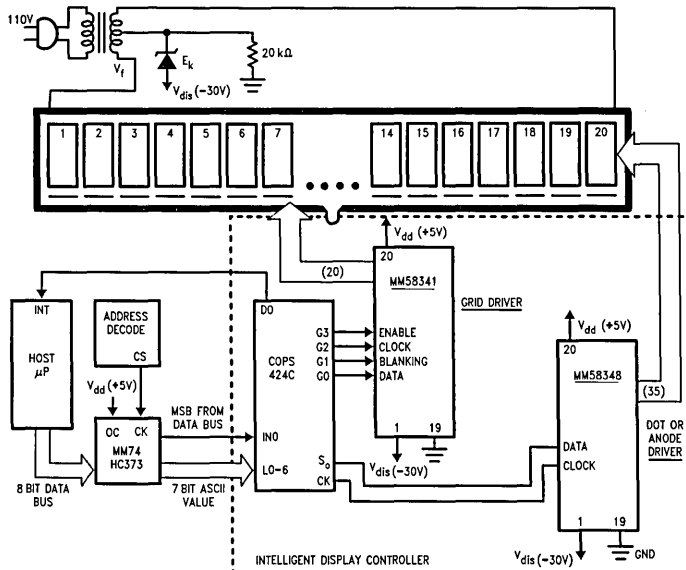 110V
V_f
E_k
20 kΩ
V_dis (−30V)
1 2 3 4 5 6 7 14 15 16 17 18 19 20
V_dd (+5V)
(20)
20
MM58341
GRID DRIVER
ENABLE
CLOCK
BLANKING
DATA
1 19
V_dis (−30V)
INT
HOST
μP
ADDRESS
DECODE
CS
V_dd (+5V)
OC CK
MM74
HC373
8 BIT DATA
BUS
MSB FROM
DATA BUS
7 BIT ASCII
VALUE
DO
COPS
424C
G3
G2
G1
G0
IN0
L0-6
S_o
CK
V_dd (+5V)
20
MM58348
(35)
DOT OR
ANODE
DRIVER
DATA
CLOCK
1 19
V_dis (−30V)
GND
INTELLIGENT DISPLAY CONTROLLER